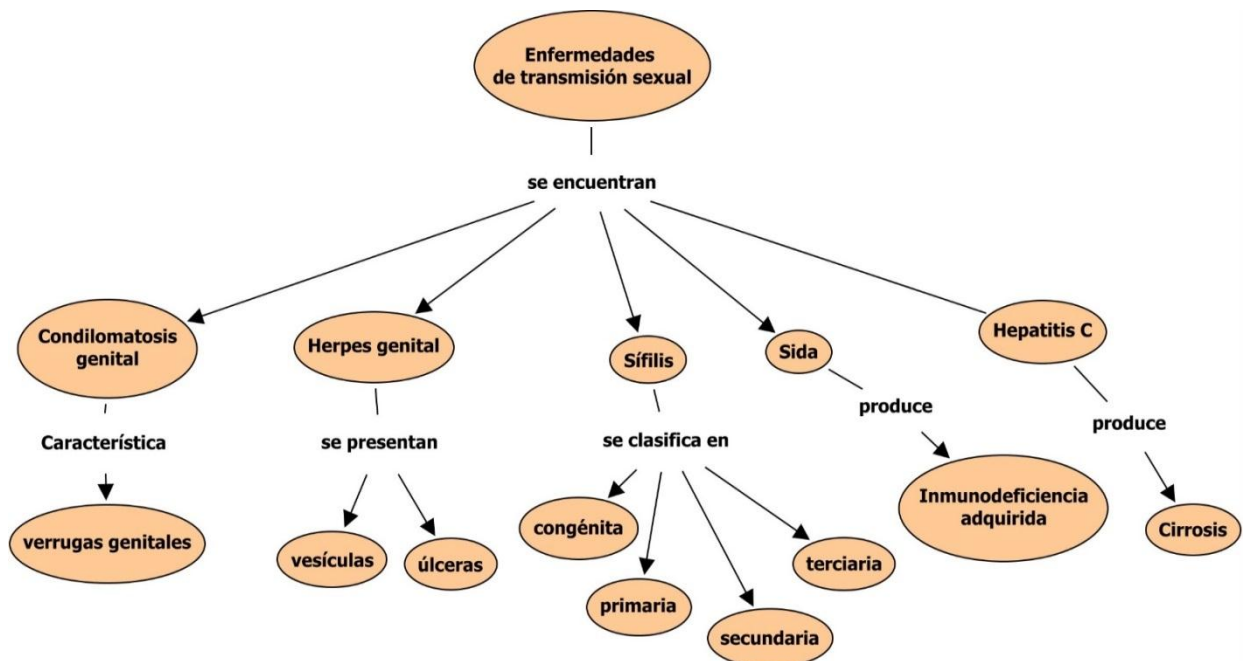 Enfermedades
de transmisión sexual
se encuentran
Condilomatosis
genital
Herpes genital
Sífilis
Sida
Hepatitis C
Característica
se presentan
se clasifica en
produce
produce
verrugas genitales
vesículas
úlceras
congénita
primaria
secundaria
terciaria
Inmunodeficiencia
adquirida
Cirrosis